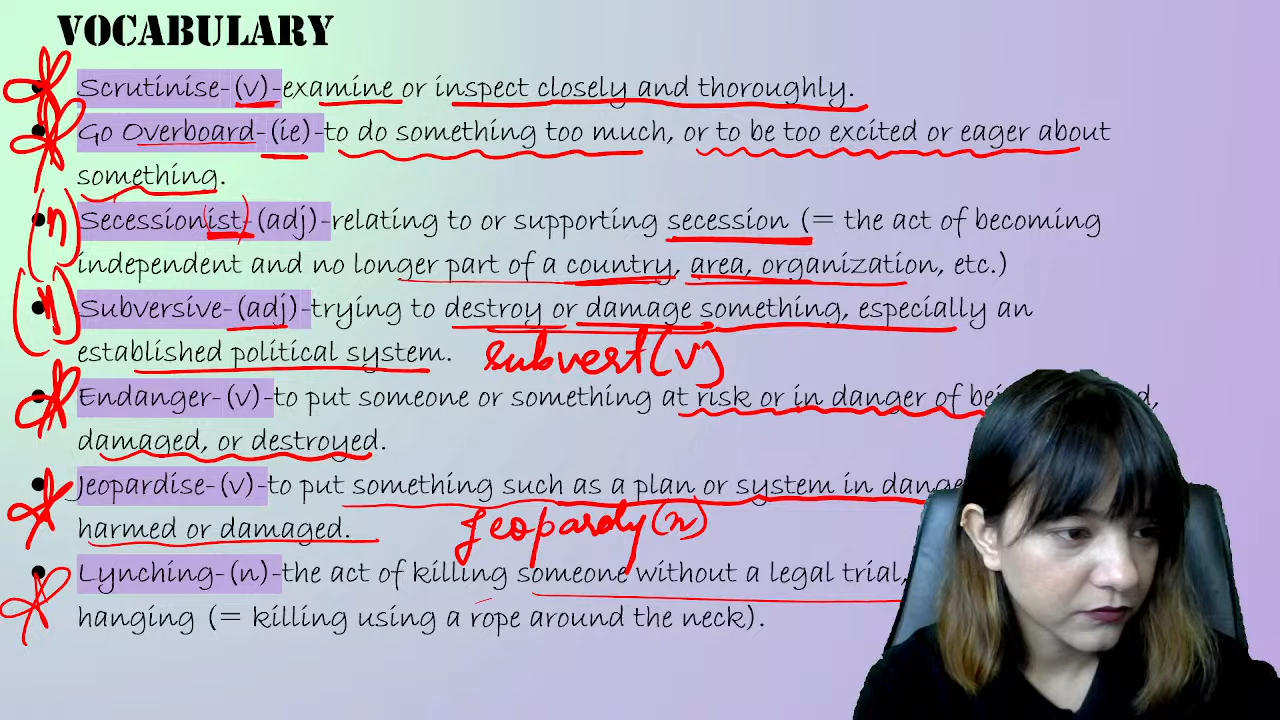 VOCABULARY
• Scrutinise-(v)-examine or inspect closely and thoroughly.
• Go Overboard-(ie)-to do something too much, or to be too excited or eager about
something.
(n) • Secessionist-(adj)-relating to or supporting secession (= the act of becoming
independent and no longer part of a country, area, organization, etc.)
(n) • Subversive-(adj)-trying to destroy or damage something, especially an
established political system. subvert(v)
• Endanger-(v)-to put someone or something at risk or in danger of
damaged, or destroyed.
• Jeopardise-(v)-to put something such as a plan or system in
harmed or damaged. Jeopardy(n)
• Lynching-(n)-the act of killing someone without a legal trial,
hanging (= killing using a rope around the neck).